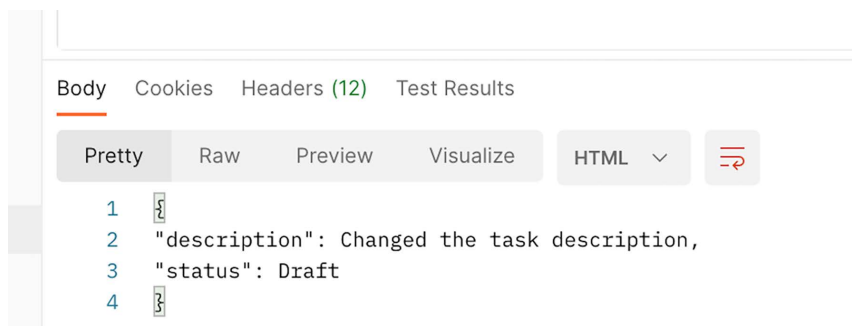 Body Cookies Headers (12) Test Results
Pretty Raw Preview Visualize HTML
1 {
2 "description": Changed the task description,
3 "status": Draft
4 }